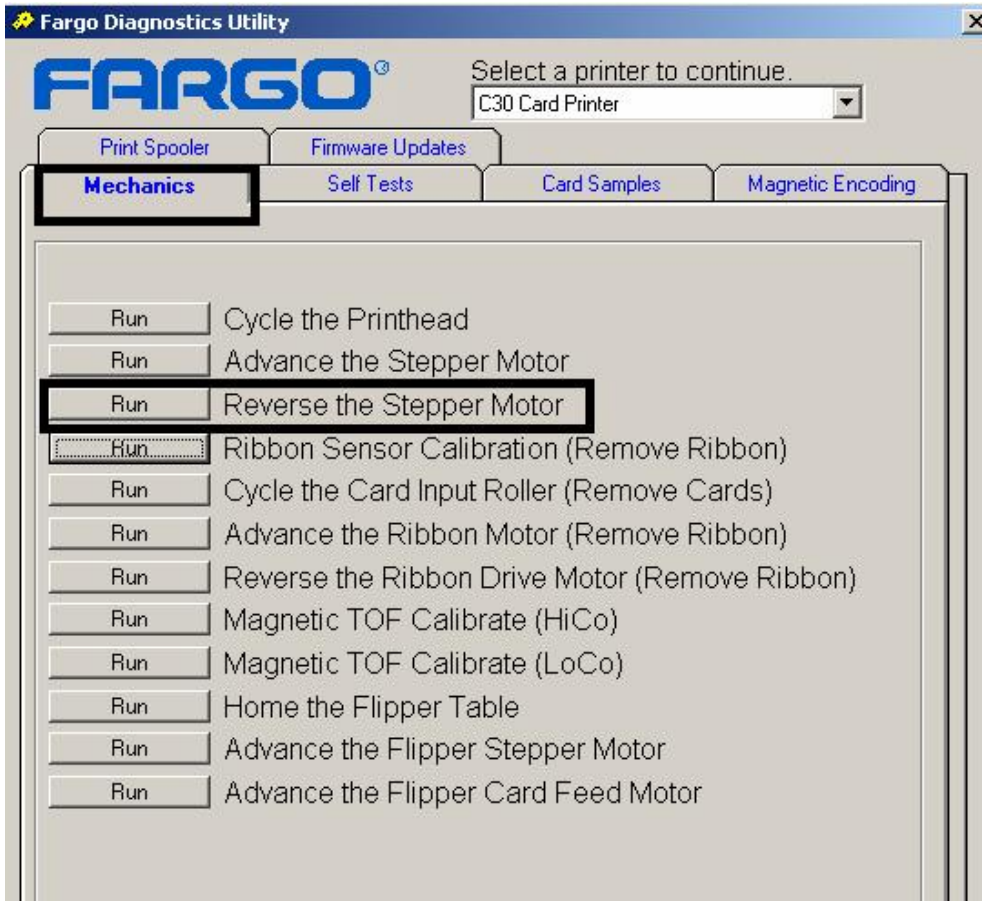 Fargo Diagnostics Utility
FARGO®
Select a printer to continue.
C30 Card Printer
Print Spooler Firmware Updates
Mechanics Self Tests Card Samples Magnetic Encoding
Run Cycle the Printhead
Run Advance the Stepper Motor
Run Reverse the Stepper Motor
Run Ribbon Sensor Calibration (Remove Ribbon)
Run Cycle the Card Input Roller (Remove Cards)
Run Advance the Ribbon Motor (Remove Ribbon)
Run Reverse the Ribbon Drive Motor (Remove Ribbon)
Run Magnetic TOF Calibrate (HiCo)
Run Magnetic TOF Calibrate (LoCo)
Run Home the Flipper Table
Run Advance the Flipper Stepper Motor
Run Advance the Flipper Card Feed Motor